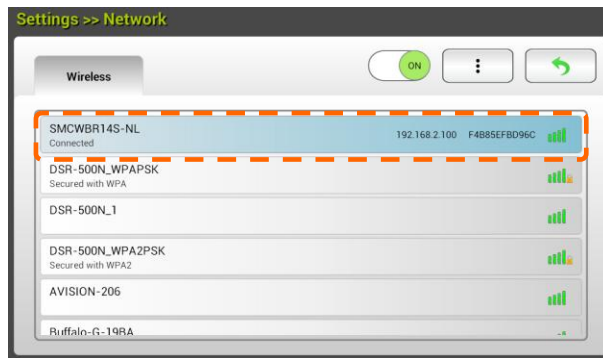 Settings >> Network
Wireless
ON
SMCWBR14S-NL
Connected
192.168.2.100 F4B85EFBD96C
DSR-500N_WPAPSK
Secured with WPA
DSR-500N_1
DSR-500N_WPA2PSK
Secured with WPA2
AVISION-206
Buffalo-G-19BA